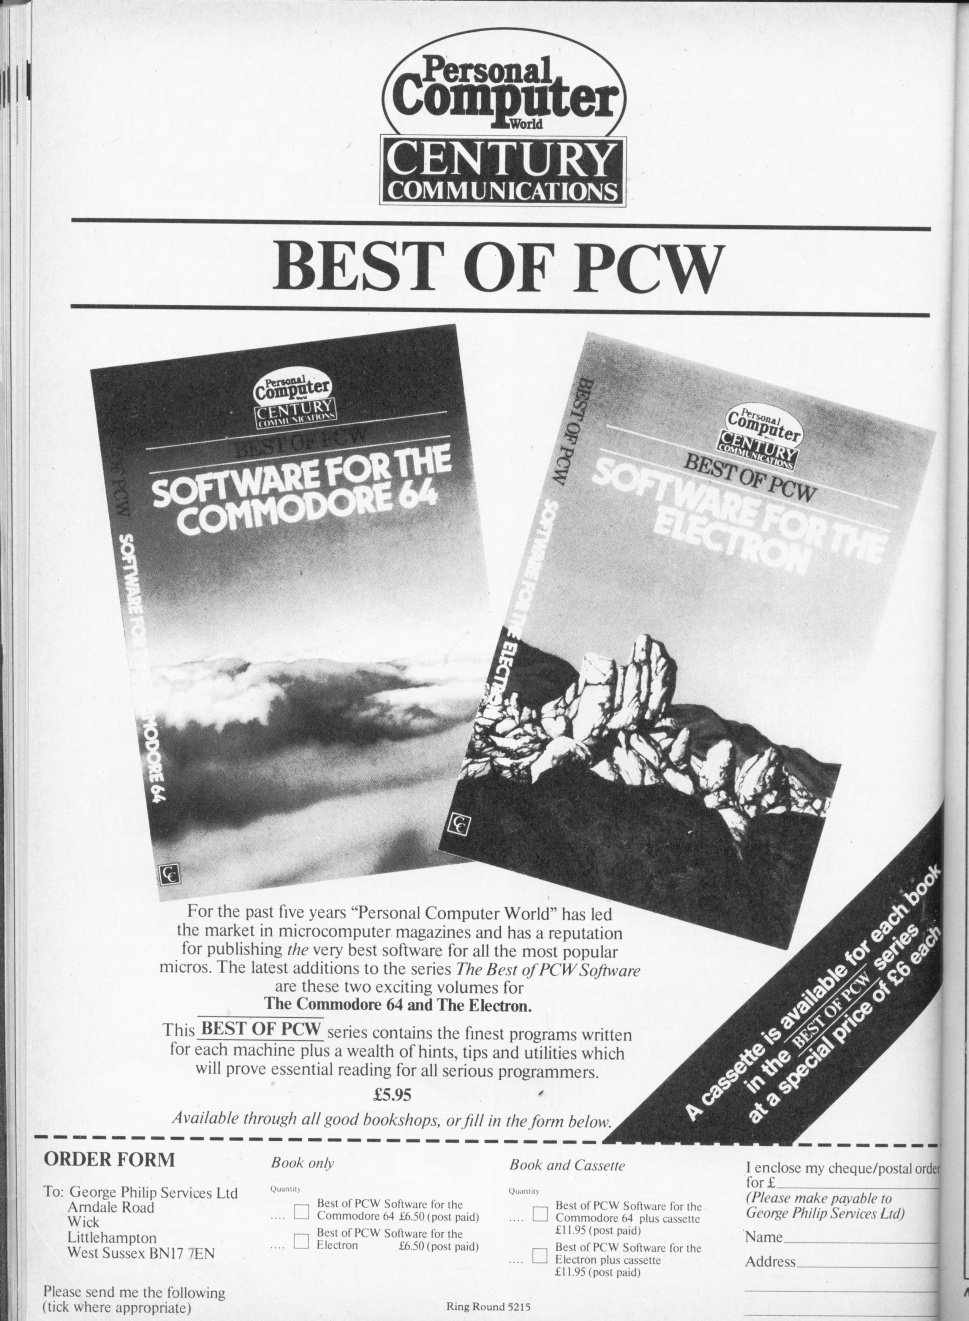 Personal
Computer
World
CENTURY
COMMUNICATIONS
BEST OF PCW
Personal
Computer
World
CENTURY
COMMUNICATIONS
BEST OF PCW
SOFTWARE FOR THE
COMMODORE 64
OF PCW
SOFTWARE FOR MODORE 64
CC
Personal
Computer
World
CENTURY
COMMUNICATIONS
BEST OF PCW
SOFTWARE FOR THE
ELECTRON
BEST OF PCW
SOFTWARE FOR THE ELECTRON
CC
For the past five years “Personal Computer World” has led
the market in microcomputer magazines and has a reputation
for publishing the very best software for all the most popular
micros. The latest additions to the series The Best of PCW Software
are these two exciting volumes for
The Commodore 64 and The Electron.
This BEST OF PCW series contains the finest programs written
for each machine plus a wealth of hints, tips and utilities which
will prove essential reading for all serious programmers.
£5.95
Available through all good bookshops, or fill in the form below.
A cassette is available for each book
in the BEST OF PCW series
at a special price of £6 each
ORDER FORM
To: George Philip Services Ltd
Arndale Road
Wick
Littlehampton
West Sussex BN17 7EN
Please send me the following
(tick where appropriate)
Book only
Quantity
.... Best of PCW Software for the
Commodore 64 £6.50 (post paid)
.... Best of PCW Software for the
Electron £6.50 (post paid)
Book and Cassette
Quantity
.... Best of PCW Software for the
Commodore 64 plus cassette
£11.95 (post paid)
.... Best of PCW Software for the
Electron plus cassette
£11.95 (post paid)
I enclose my cheque/postal order
for £
(Please make payable to
George Philip Services Ltd)
Name
Address
Ring Round 5215